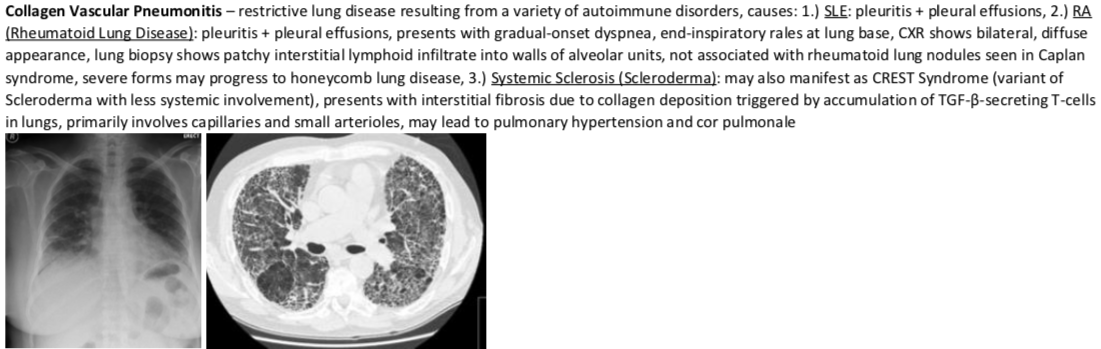 Collagen Vascular Pneumonitis – restrictive lung disease resulting from a variety of autoimmune disorders, causes: 1.) SLE: pleuritis + pleural effusions, 2.) RA
(Rheumatoid Lung Disease): pleuritis + pleural effusions, presents with gradual-onset dyspnea, end-inspiratory rales at lung base, CXR shows bilateral, diffuse
appearance, lung biopsy shows patchy interstitial lymphoid infiltrate into walls of alveolar units, not associated with rheumatoid lung nodules seen in Caplan
syndrome, severe forms may progress to honeycomb lung disease, 3.) Systemic Sclerosis (Scleroderma): may also manifest as CREST Syndrome (variant of
Scleroderma with less systemic involvement), presents with interstitial fibrosis due to collagen deposition triggered by accumulation of TGF-β-secreting T-cells
in lungs, primarily involves capillaries and small arterioles, may lead to pulmonary hypertension and cor pulmonale
ERECT